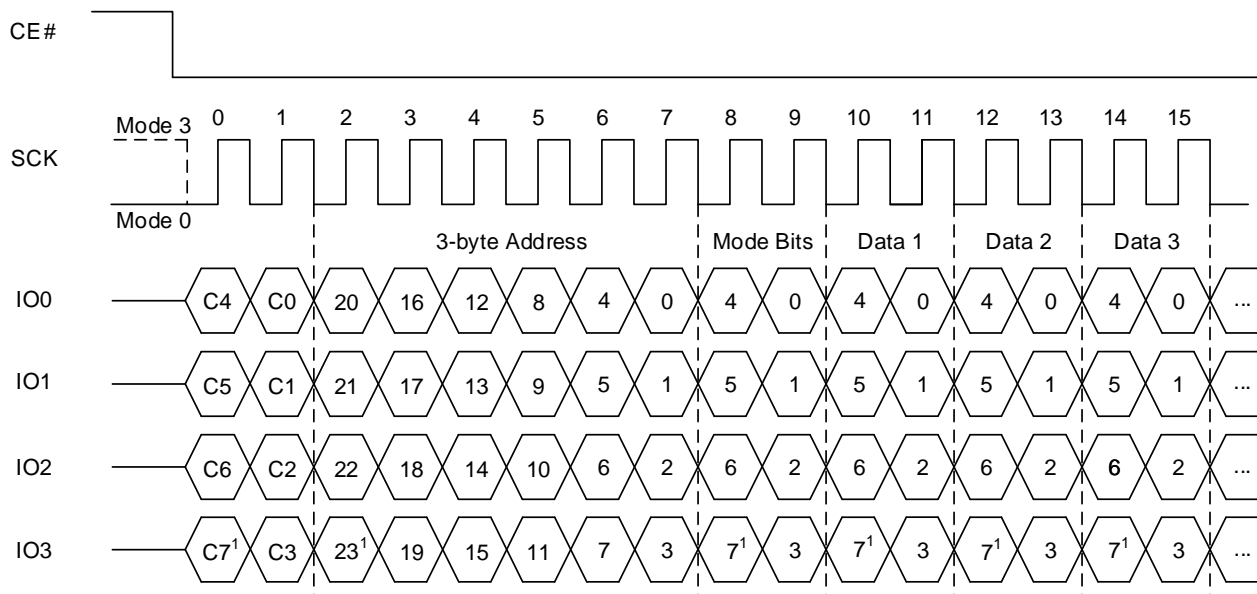 CE#
0 1 2 3 4 5 6 7 8 9 10 11 12 13 14 15
Mode 3
SCK
Mode 0
3-byte Address Mode Bits Data 1 Data 2 Data 3
IO0 C4 C0 20 16 12 8 4 0 4 0 4 0 4 0 4 0 ...
IO1 C5 C1 21 17 13 9 5 1 5 1 5 1 5 1 5 1 ...
IO2 C6 C2 22 18 14 10 6 2 6 2 6 2 6 2 6 2 ...
IO3 C7¹ C3 23¹ 19 15 11 7 3 7¹ 3 7¹ 3 7¹ 3 7¹ 3 ...